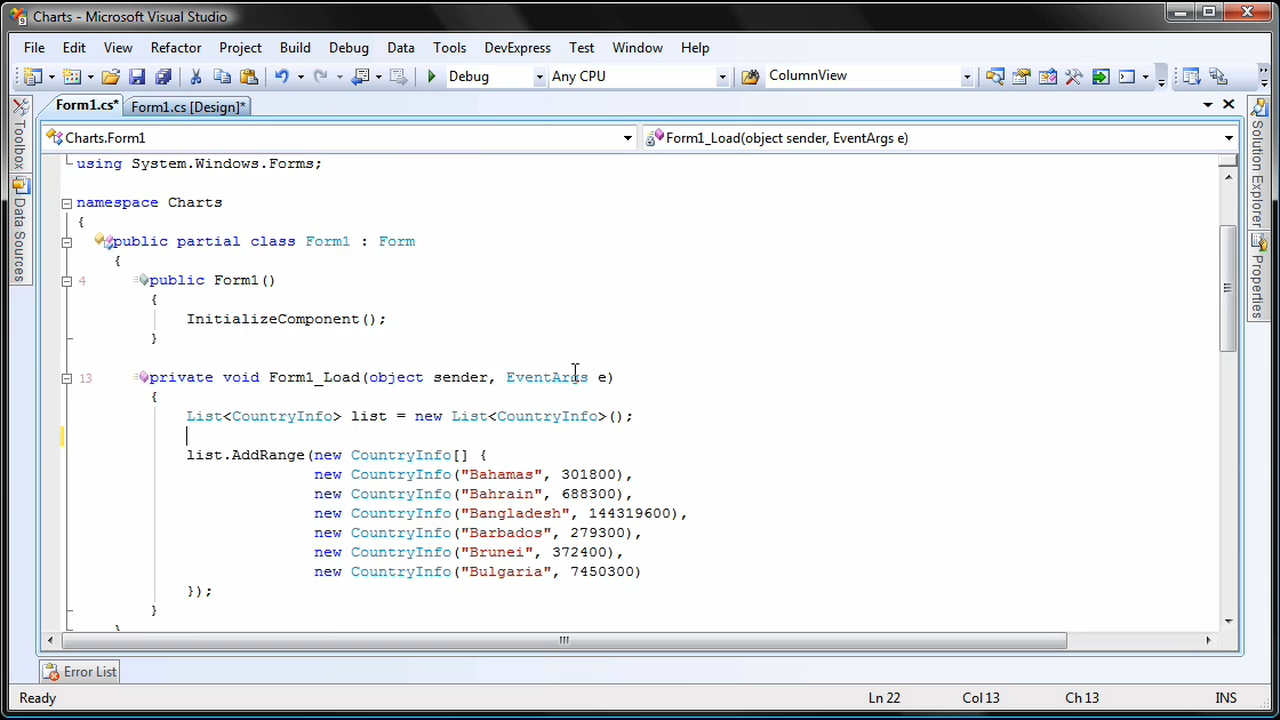 Charts - Microsoft Visual Studio
File Edit View Refactor Project Build Debug Data Tools DevExpress Test Window Help
Debug Any CPU ColumnView
Form1.cs* Form1.cs [Design]*
Charts.Form1 Form1_Load(object sender, EventArgs e)
Toolbox
Data Sources
Solution Explorer
Properties
using System.Windows.Forms;
namespace Charts
{
public partial class Form1 : Form
{
4 public Form1()
{
InitializeComponent();
}
13 private void Form1_Load(object sender, EventArgs e)
{
List<CountryInfo> list = new List<CountryInfo>();
list.AddRange(new CountryInfo[] {
new CountryInfo("Bahamas", 301800),
new CountryInfo("Bahrain", 688300),
new CountryInfo("Bangladesh", 144319600),
new CountryInfo("Barbados", 279300),
new CountryInfo("Brunei", 372400),
new CountryInfo("Bulgaria", 7450300)
});
}
}
Error List
Ready Ln 22 Col 13 Ch 13 INS